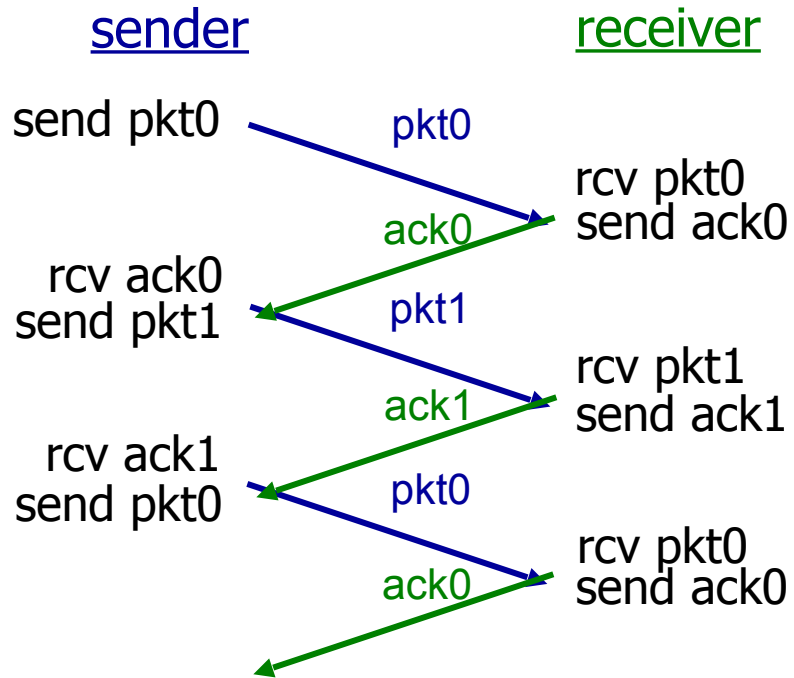 sender receiver
send pkt0
pkt0
rcv pkt0
send ack0
ack0
rcv ack0
send pkt1
pkt1
rcv pkt1
send ack1
ack1
rcv ack1
send pkt0
pkt0
rcv pkt0
send ack0
ack0